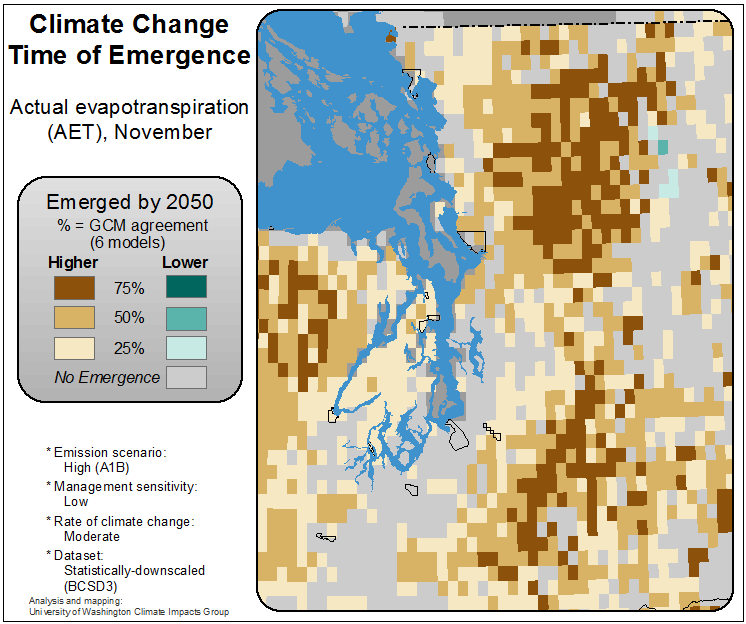 Climate Change
Time of Emergence
Actual evapotranspiration
(AET), November
Emerged by 2050
% = GCM agreement
(6 models)
Higher Lower
75%
50%
25%
No Emergence
* Emission scenario:
High (A1B)
* Management sensitivity:
Low
* Rate of climate change:
Moderate
* Dataset:
Statistically-downscaled
(BCSD3)
Analysis and mapping:
University of Washington Climate Impacts Group